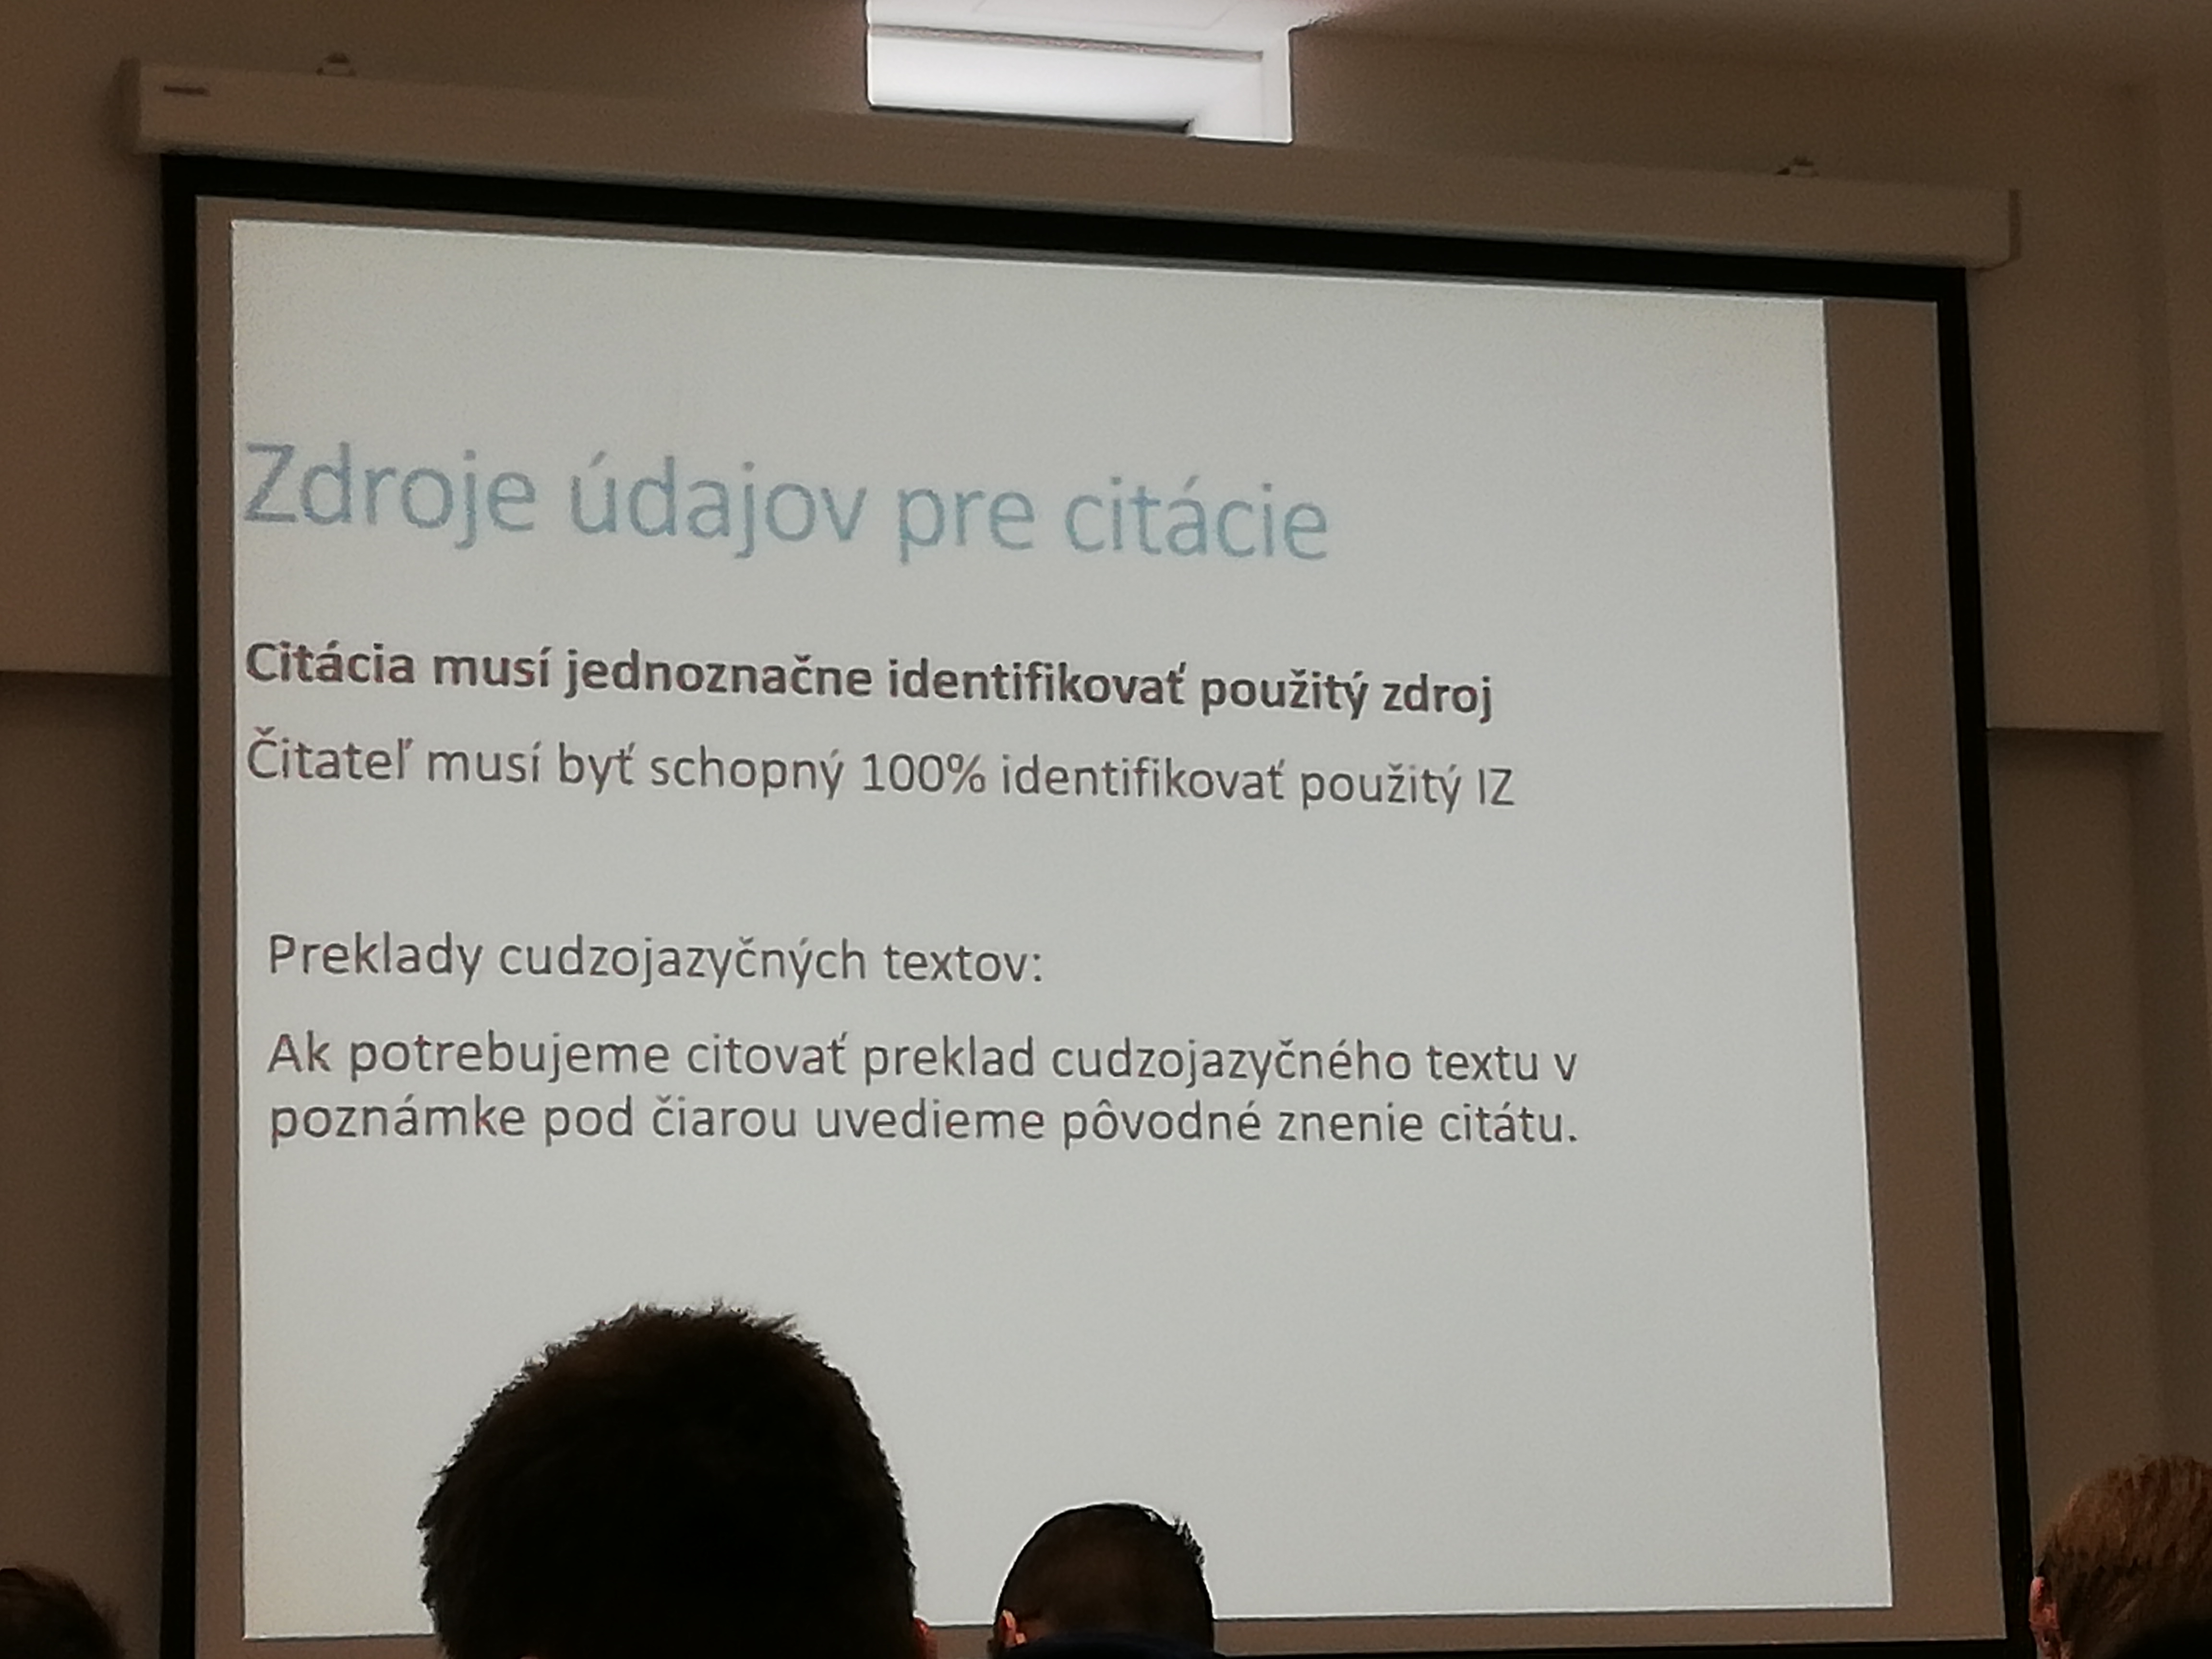 Zdroje údajov pre citácie
Citácia musí jednoznačne identifikovať použitý zdroj
Čitateľ musí byť schopný 100% identifikovať použitý IZ
Preklady cudzojazyčných textov:
Ak potrebujeme citovať preklad cudzojazyčného textu v
poznámke pod čiarou uvedieme pôvodné znenie citátu.